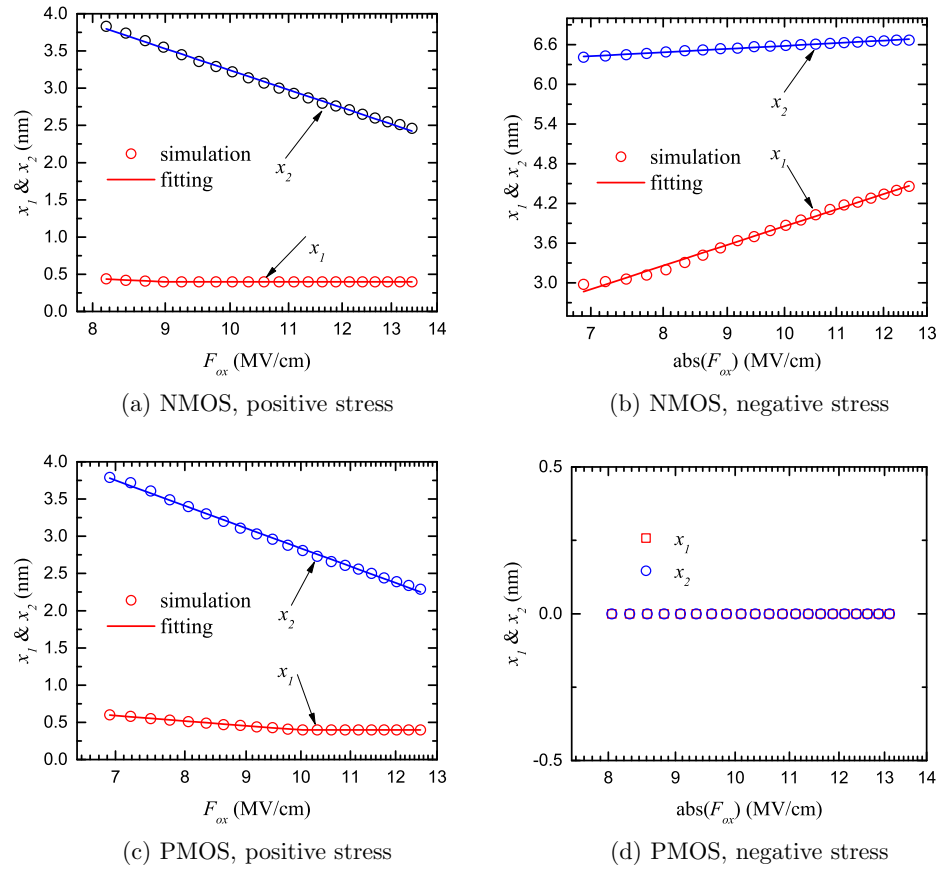 4.0
3.5
3.0
2.5
2.0
1.5
1.0
0.5
0.0
x1 & x2 (nm)
simulation
fitting
x2
x1
8 9 10 11 12 13 14
Fox (MV/cm)
(a) NMOS, positive stress
6.6
6.0
5.4
4.8
4.2
3.6
3.0
x1 & x2 (nm)
x2
x1
simulation
fitting
7 8 9 10 11 12 13
abs(Fox) (MV/cm)
(b) NMOS, negative stress
4.0
3.5
3.0
2.5
2.0
1.5
1.0
0.5
0.0
x1 & x2 (nm)
simulation
fitting
x2
x1
7 8 9 10 11 12 13
Fox (MV/cm)
(c) PMOS, positive stress
0.5
0.0
-0.5
x1 & x2 (nm)
x1
x2
8 9 10 11 12 13 14
abs(Fox) (MV/cm)
(d) PMOS, negative stress